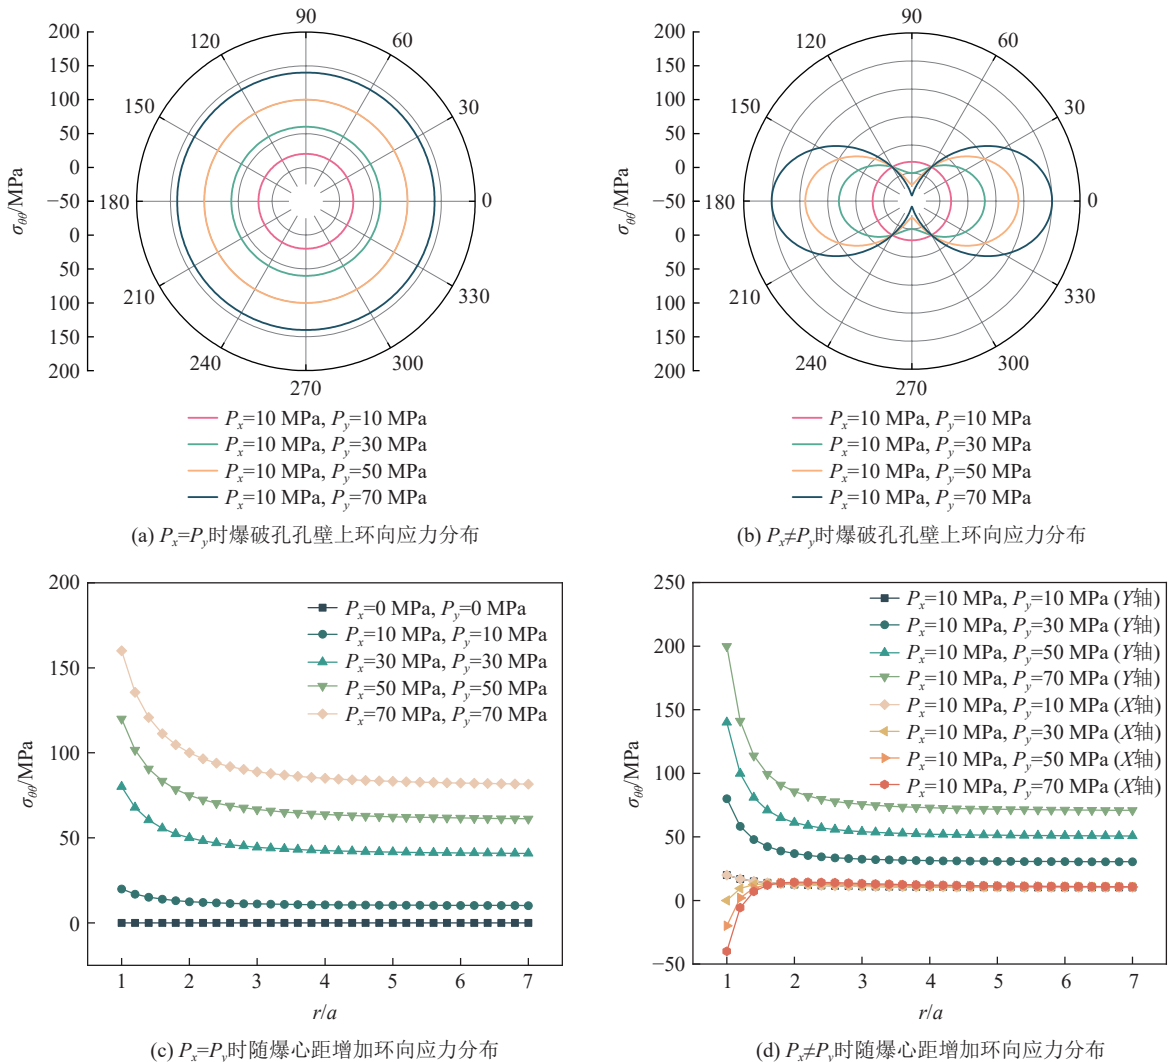 200
150
100
50
0
−50
0
50
100
150
200
σθθ/MPa
90
60
30
0
330
300
270
240
210
180
150
120
Px=10 MPa, Py=10 MPa
Px=10 MPa, Py=30 MPa
Px=10 MPa, Py=50 MPa
Px=10 MPa, Py=70 MPa
(a) Px=Py时爆破孔孔壁上环向应力分布
200
150
100
50
0
−50
0
50
100
150
200
σθθ/MPa
90
60
30
0
330
300
270
240
210
180
150
120
Px=10 MPa, Py=10 MPa
Px=10 MPa, Py=30 MPa
Px=10 MPa, Py=50 MPa
Px=10 MPa, Py=70 MPa
(b) Px≠Py时爆破孔孔壁上环向应力分布
200
150
100
50
0
σθθ/MPa
Px=0 MPa, Py=0 MPa
Px=10 MPa, Py=10 MPa
Px=30 MPa, Py=30 MPa
Px=50 MPa, Py=50 MPa
Px=70 MPa, Py=70 MPa
1 2 3 4 5 6 7
r/a
(c) Px=Py时随爆心距增加环向应力分布
250
200
150
100
50
0
−50
σθθ/MPa
Px=10 MPa, Py=10 MPa (Y轴)
Px=10 MPa, Py=30 MPa (Y轴)
Px=10 MPa, Py=50 MPa (Y轴)
Px=10 MPa, Py=70 MPa (Y轴)
Px=10 MPa, Py=10 MPa (X轴)
Px=10 MPa, Py=30 MPa (X轴)
Px=10 MPa, Py=50 MPa (X轴)
Px=10 MPa, Py=70 MPa (X轴)
1 2 3 4 5 6 7
r/a
(d) Px≠Py时随爆心距增加环向应力分布